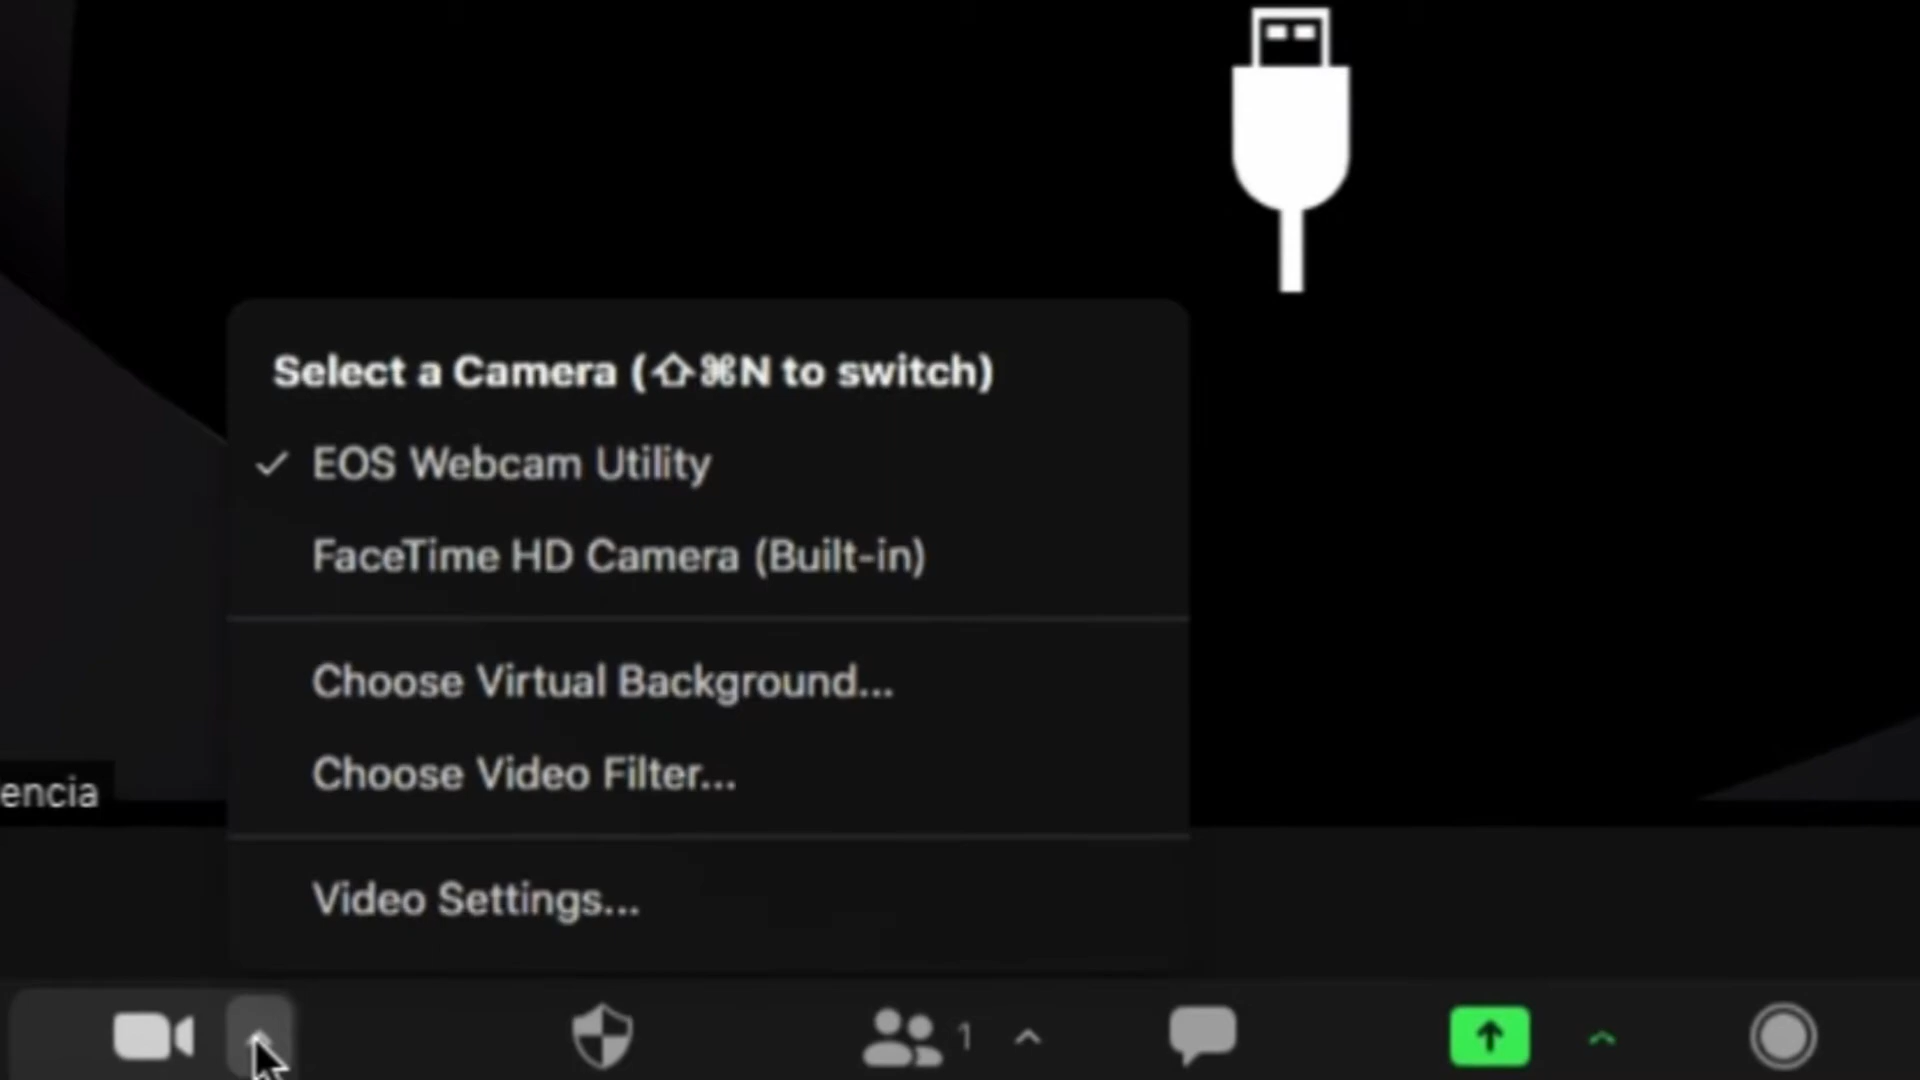 Select a Camera (⇧⌘N to switch)
✓ EOS Webcam Utility
FaceTime HD Camera (Built-in)
Choose Virtual Background...
Choose Video Filter...
encia
Video Settings...
1